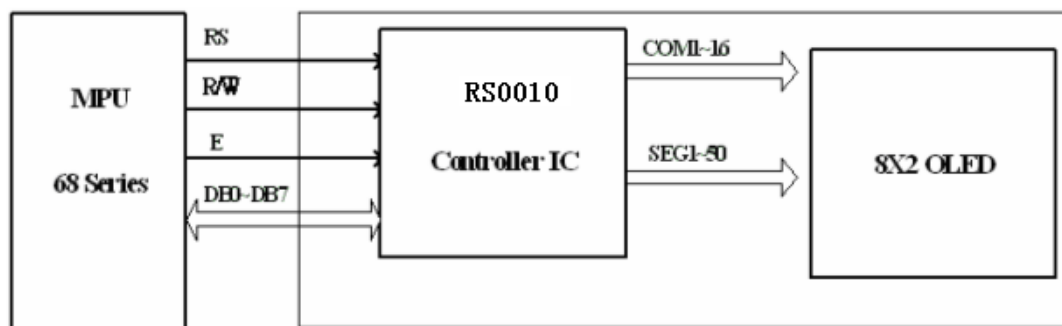 MPU
68 Series
RS
R/W
E
DB0~DB7
RS0010
Controller IC
COM1~16
SEG1~50
8X2 OLED